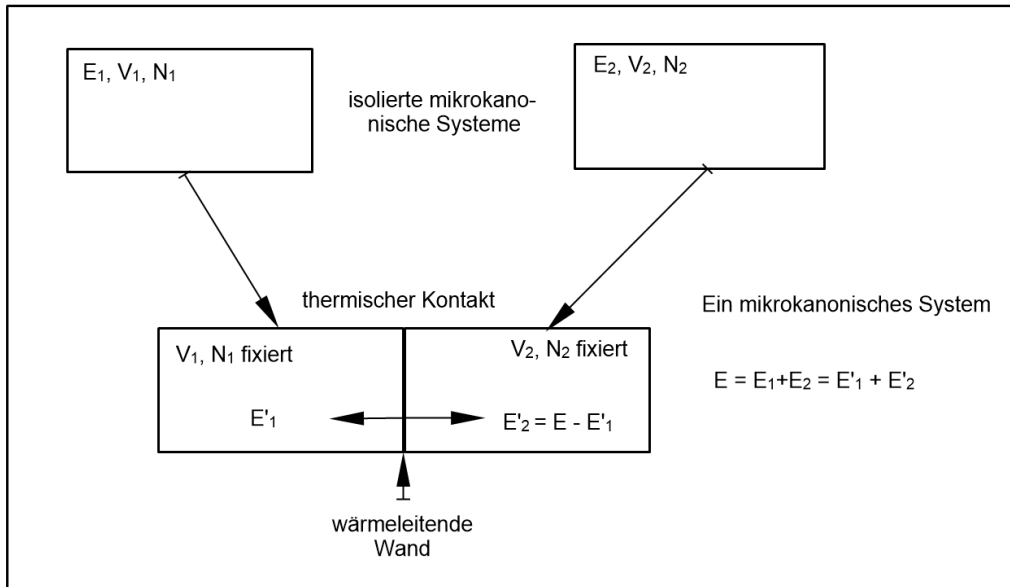 E₁, V₁, N₁
E₂, V₂, N₂
isolierte mikrokano-
nische Systeme
thermischer Kontakt
Ein mikrokanonisches System
V₁, N₁ fixiert
V₂, N₂ fixiert
E = E₁+E₂ = E'₁ + E'₂
E'₁
E'₂ = E - E'₁
wärmeleitende
Wand